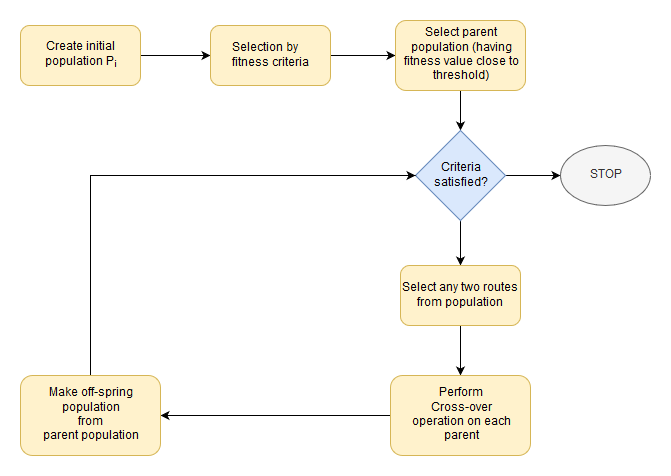 Create initial
population Pi
Selection by
fitness criteria
Select parent
population (having
fitness value close to
threshold)
Criteria
satisfied?
STOP
Select any two routes
from population
Perform
Cross-over
operation on each
parent
Make off-spring
population
from
parent population